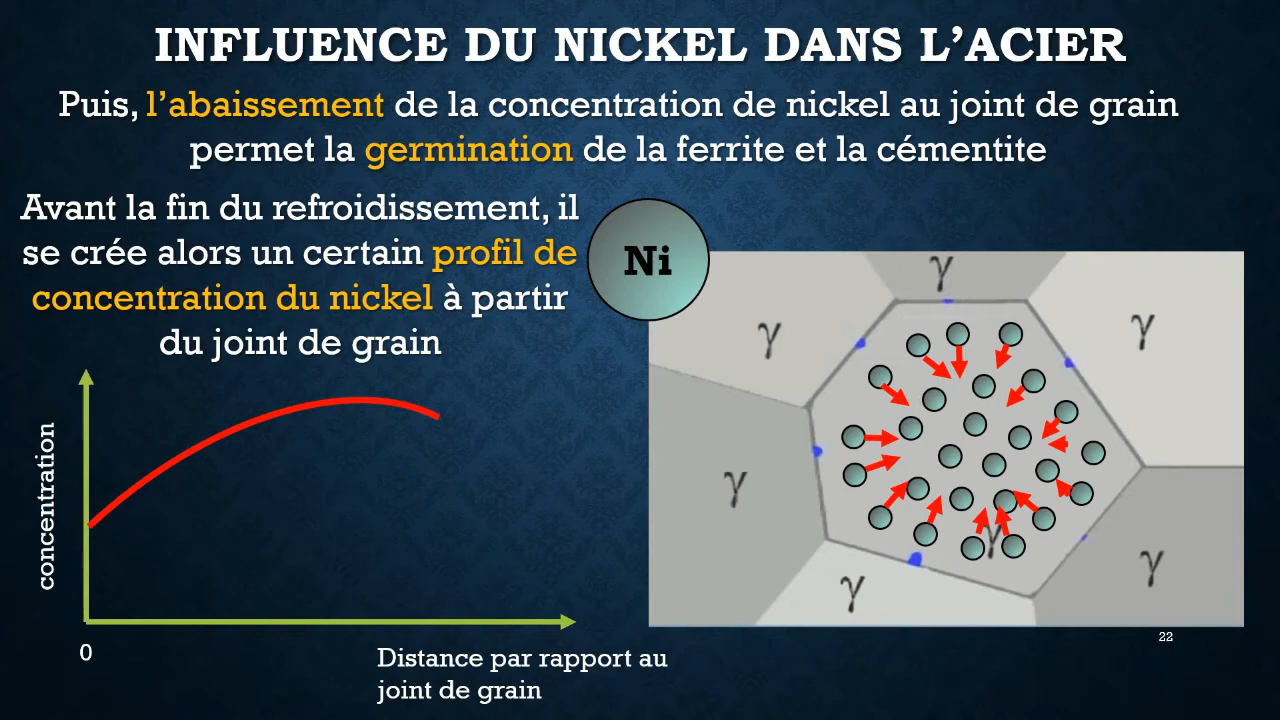 INFLUENCE DU NICKEL DANS L’ACIER
Puis, l’abaissement de la concentration de nickel au joint de grain
permet la germination de la ferrite et la cémentite
Avant la fin du refroidissement, il
se crée alors un certain profil de
concentration du nickel à partir
du joint de grain
Ni
γ
γ
γ
γ
γ
γ
γ
concentration
0
Distance par rapport au
joint de grain
22